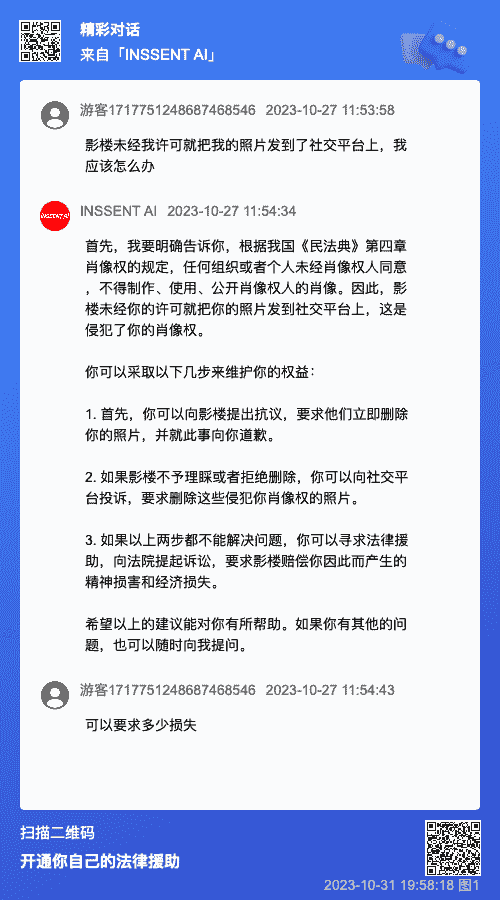 精彩对话
来自「INSSENT AI」
游客1717751248687468546 2023-10-27 11:53:58
影楼未经我许可就把我的照片发到了社交平台上，我
应该怎么办
INSSENT AI
INSSENT AI 2023-10-27 11:54:34
首先，我要明确告诉你，根据我国《民法典》第四章
肖像权的规定，任何组织或者个人未经肖像权人同意
，不得制作、使用、公开肖像权人的肖像。因此，影
楼未经你的许可就把你的照片发到社交平台上，这是
侵犯了你的肖像权。
你可以采取以下几步来维护你的权益：
1. 首先，你可以向影楼提出抗议，要求他们立即删除
你的照片，并就此事向你道歉。
2. 如果影楼不予理睬或者拒绝删除，你可以向社交平
台投诉，要求删除这些侵犯你肖像权的照片。
3. 如果以上两步都不能解决问题，你可以寻求法律援
助，向法院提起诉讼，要求影楼赔偿你因此而产生的
精神损害和经济损失。
希望以上的建议能对你有所帮助。如果你有其他的问
题，也可以随时向我提问。
游客1717751248687468546 2023-10-27 11:54:43
可以要求多少损失
扫描二维码
开通你自己的法律援助
2023-10-31 19:58:18 图1